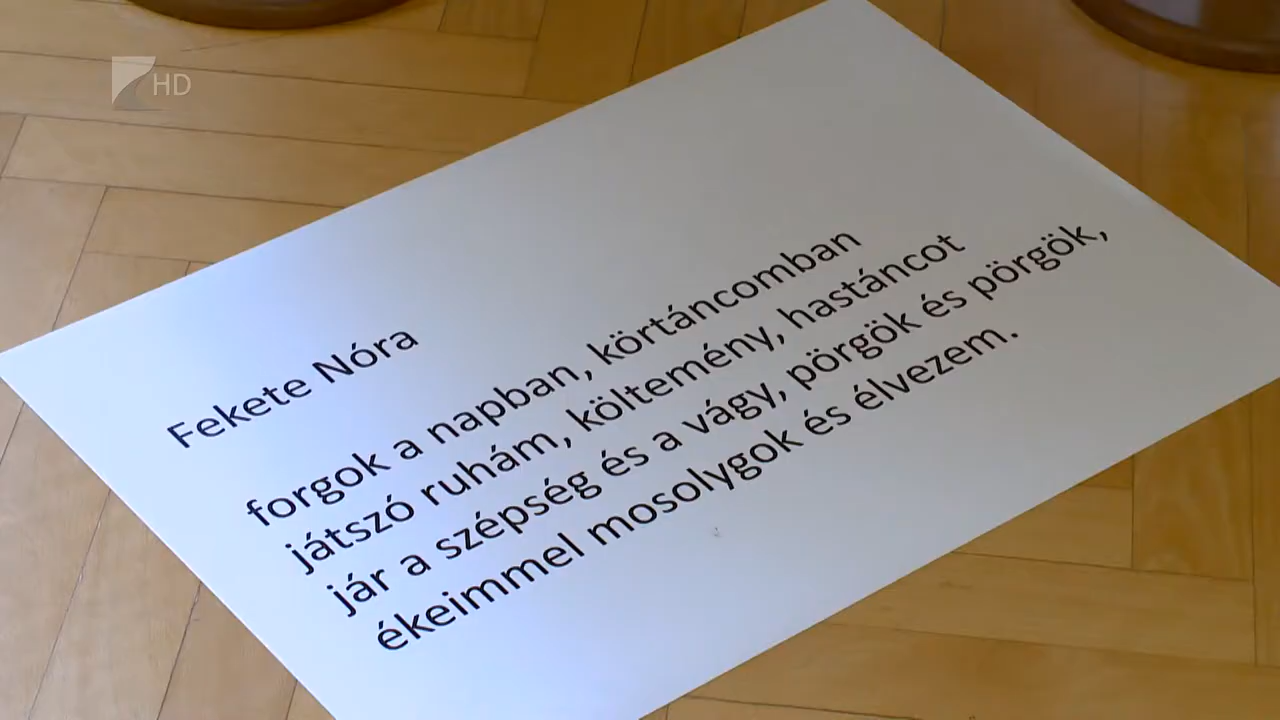 HD
Fekete Nóra
forgok a napban, körtáncomban
játszó ruhám, költemény, hastáncot
jár a szépség és a vágy, pörgök és pörgök,
ékeimmel mosolygok és élvezem.